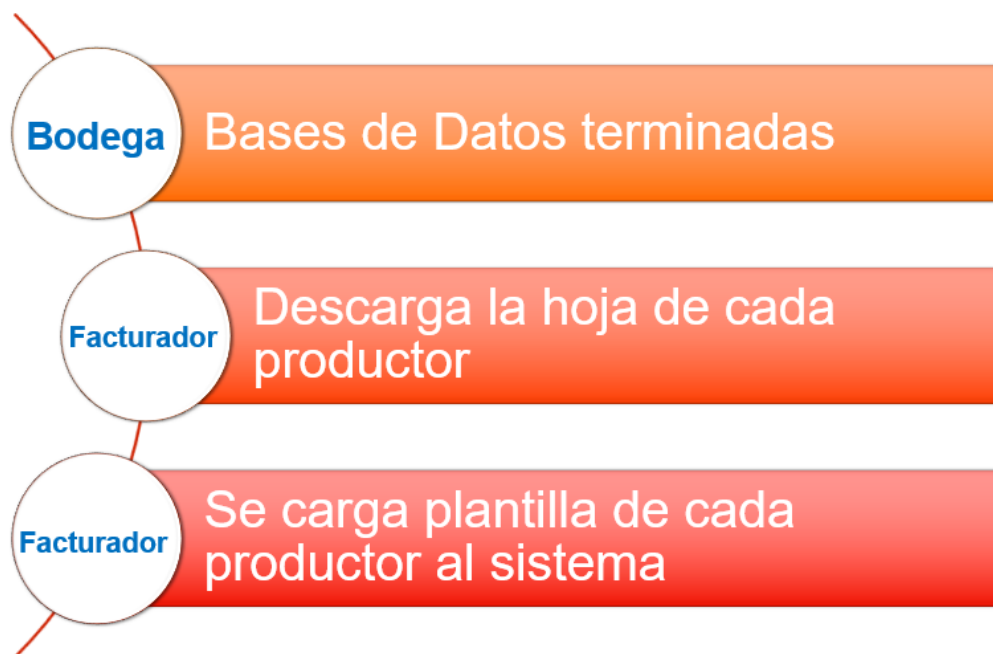 Bodega
Bases de Datos terminadas
Facturador
Descarga la hoja de cada
productor
Facturador
Se carga plantilla de cada
productor al sistema